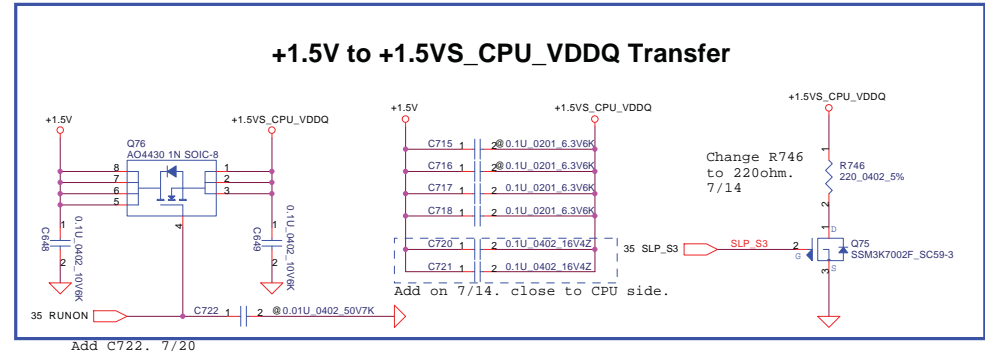 +1.5V to +1.5VS_CPU_VDDQ Transfer
+1.5V
+1.5VS_CPU_VDDQ
Q76
AO4430 1N SOIC-8
8
7
6
5
1
2
3
4
C648
1
2
0.1U_0402_10V6K
C649
1
2
0.1U_0402_10V6K
35 RUNON
C722 1 2 @0.01U_0402_50V7K
Add C722. 7/20
+1.5V
+1.5VS_CPU_VDDQ
C715 1 2@0.1U_0201_6.3V6K
C716 1 2@0.1U_0201_6.3V6K
C717 1 2 0.1U_0201_6.3V6K
C718 1 2 0.1U_0201_6.3V6K
C720 1 2 0.1U_0402_16V4Z
C721 1 2 0.1U_0402_16V4Z
Add on 7/14. close to CPU side.
+1.5VS_CPU_VDDQ
Change R746
to 220ohm.
7/14
1
R746
220_0402_5%
2
35 SLP_S3
SLP_S3
2
G
1
D
Q75
SSM3K7002F_SC59-3
3
S